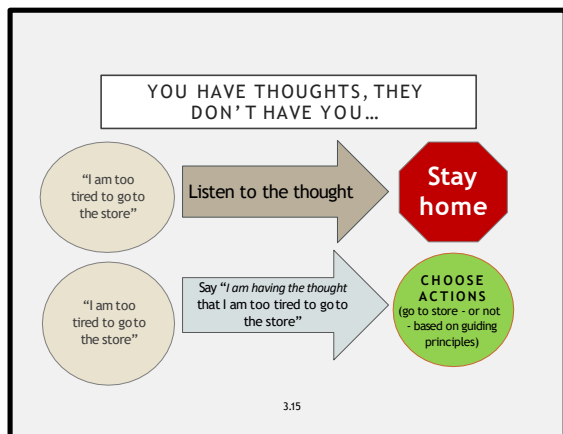 YOU HAVE THOUGHTS, THEY
DON'T HAVE YOU…
“I am too
tired to go to
the store”
Listen to the thought
Stay
home
“I am too
tired to go to
the store”
Say “I am having the thought
that I am too tired to go to
the store”
CHOOSE
ACTIONS
(go to store - or not
- based on guiding
principles)
3.15